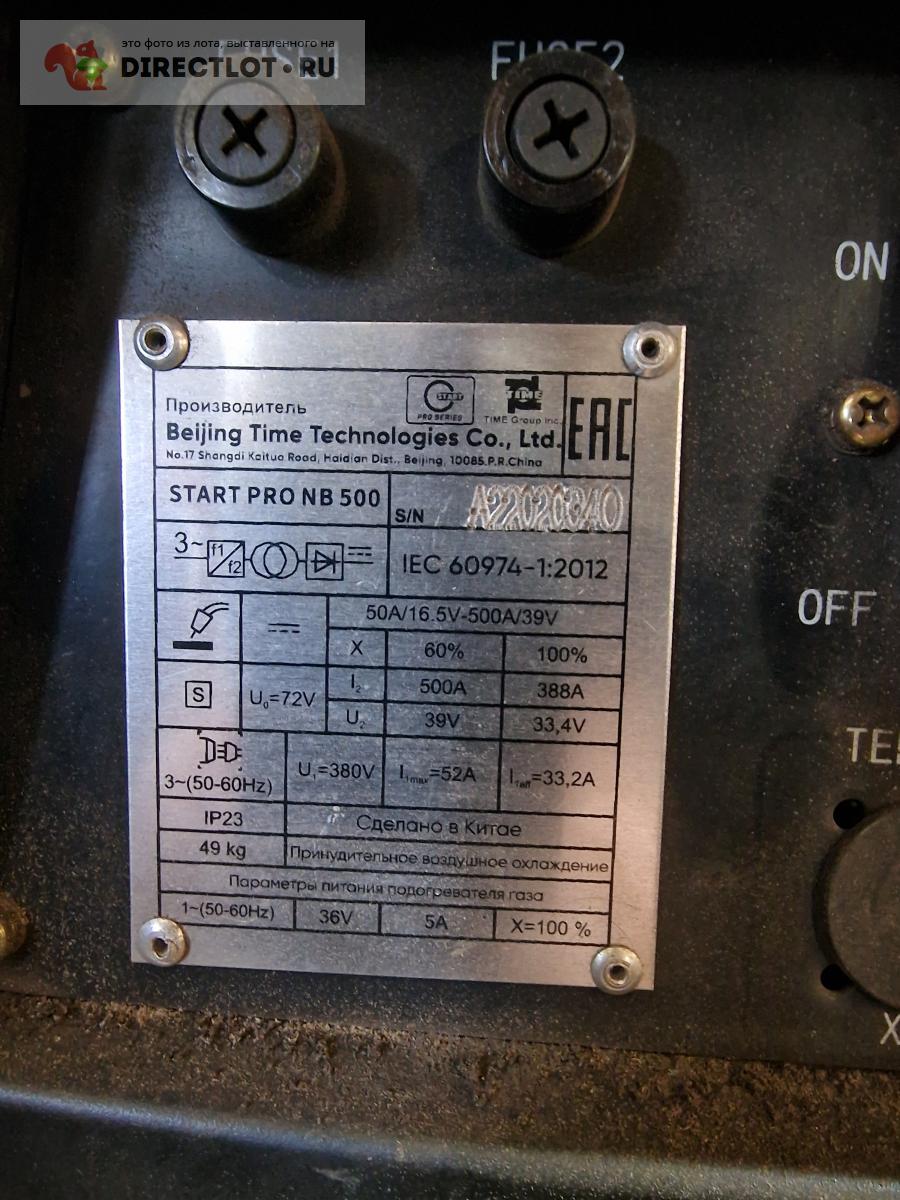 это фото из лота, выставленного на
DIRECTLOT.RU
FUSE1
FUSE2
ON
START
PRO SERIES
TIME
TIME Group Inc.
EAC
Производитель
Beijing Time Technologies Co., Ltd.
No.17 Shangdi Kaituo Road, Haidian Dist., Beijing, 10085.P.R.China
START PRO NB 500
S/N A220203840
3~ f1 f2
IEC 60974-1:2012
OFF
50A/16.5V-500A/39V
X 60% 100%
S
U₀=72V
I₂ 500A 388A
U₂ 39V 33,4V
3~(50-60Hz)
U₁=380V
I₁max=52A
I₁eff=33,2A
IP23
Сделано в Китае
49 kg
Принудительное воздушное охлаждение
Параметры питания подогревателя газа
1~(50-60Hz) 36V 5A X=100 %
X